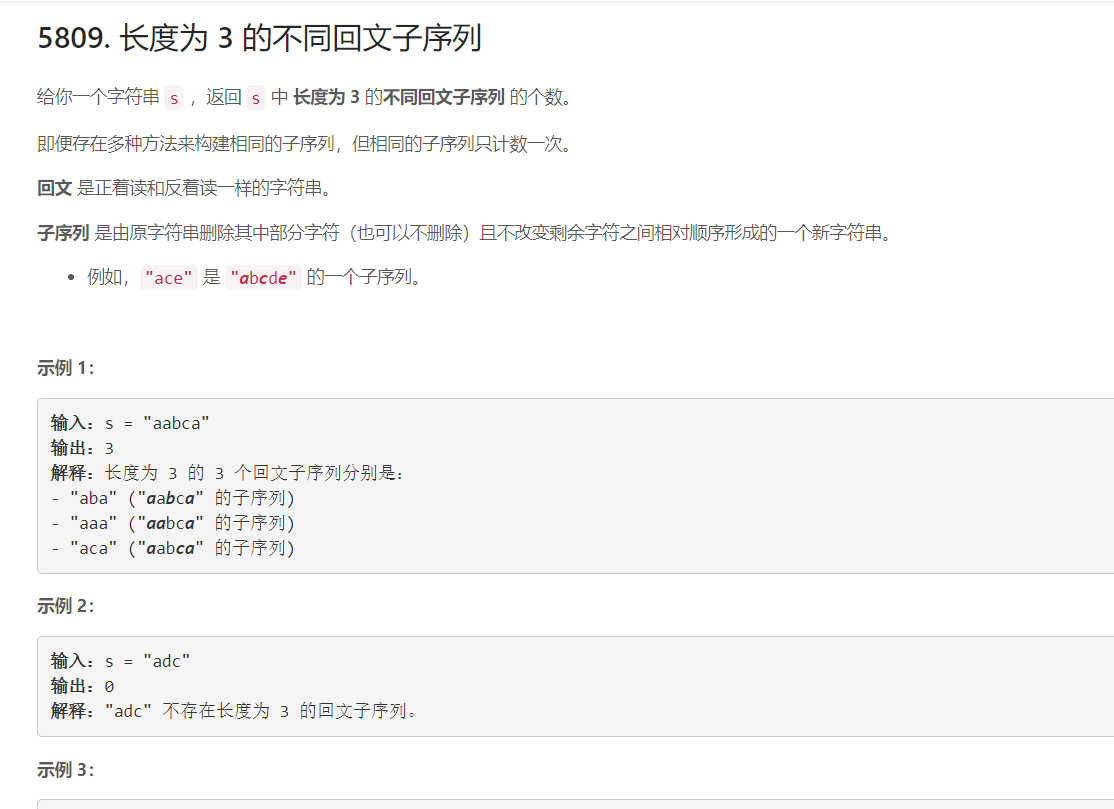 5809. 长度为 3 的不同回文子序列
给你一个字符串 s ，返回 s 中 长度为 3 的不同回文子序列 的个数。
即便存在多种方法来构建相同的子序列，但相同的子序列只计数一次。
回文 是正着读和反着读一样的字符串。
子序列 是由原字符串删除其中部分字符（也可以不删除）且不改变剩余字符之间相对顺序形成的一个新字符串。
• 例如，"ace" 是 "abcde" 的一个子序列。
示例 1：
输入：s = "aabca"
输出：3
解释：长度为 3 的 3 个回文子序列分别是：
- "aba" ("aabca" 的子序列)
- "aaa" ("aabca" 的子序列)
- "aca" ("aabca" 的子序列)
示例 2：
输入：s = "adc"
输出：0
解释："adc" 不存在长度为 3 的回文子序列。
示例 3：